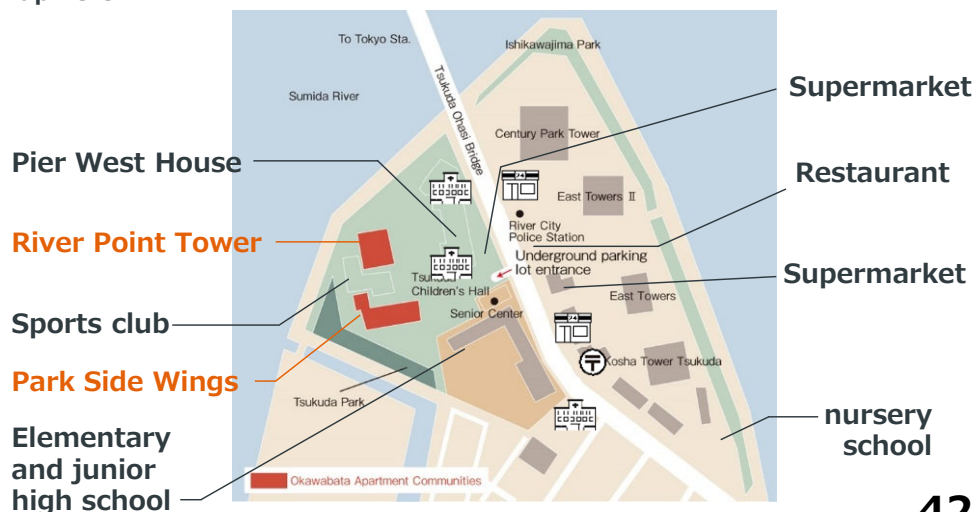 To Tokyo Sta.
Ishikawajima Park
Sumida River
Tsukuda Ohasi Bridge
Supermarket
Century Park Tower
Pier West House
24
Restaurant
East Towers Ⅱ
River City
Police Station
River Point Tower
Underground parking
lot entrance
Supermarket
Children's Hall
East Towers
Senior Center
Sports club
24
Kosha Tower Tsukuda
Park Side Wings
Tsukuda Park
nursery
school
Elementary
and junior
high school
Okawabata Apartment Communities